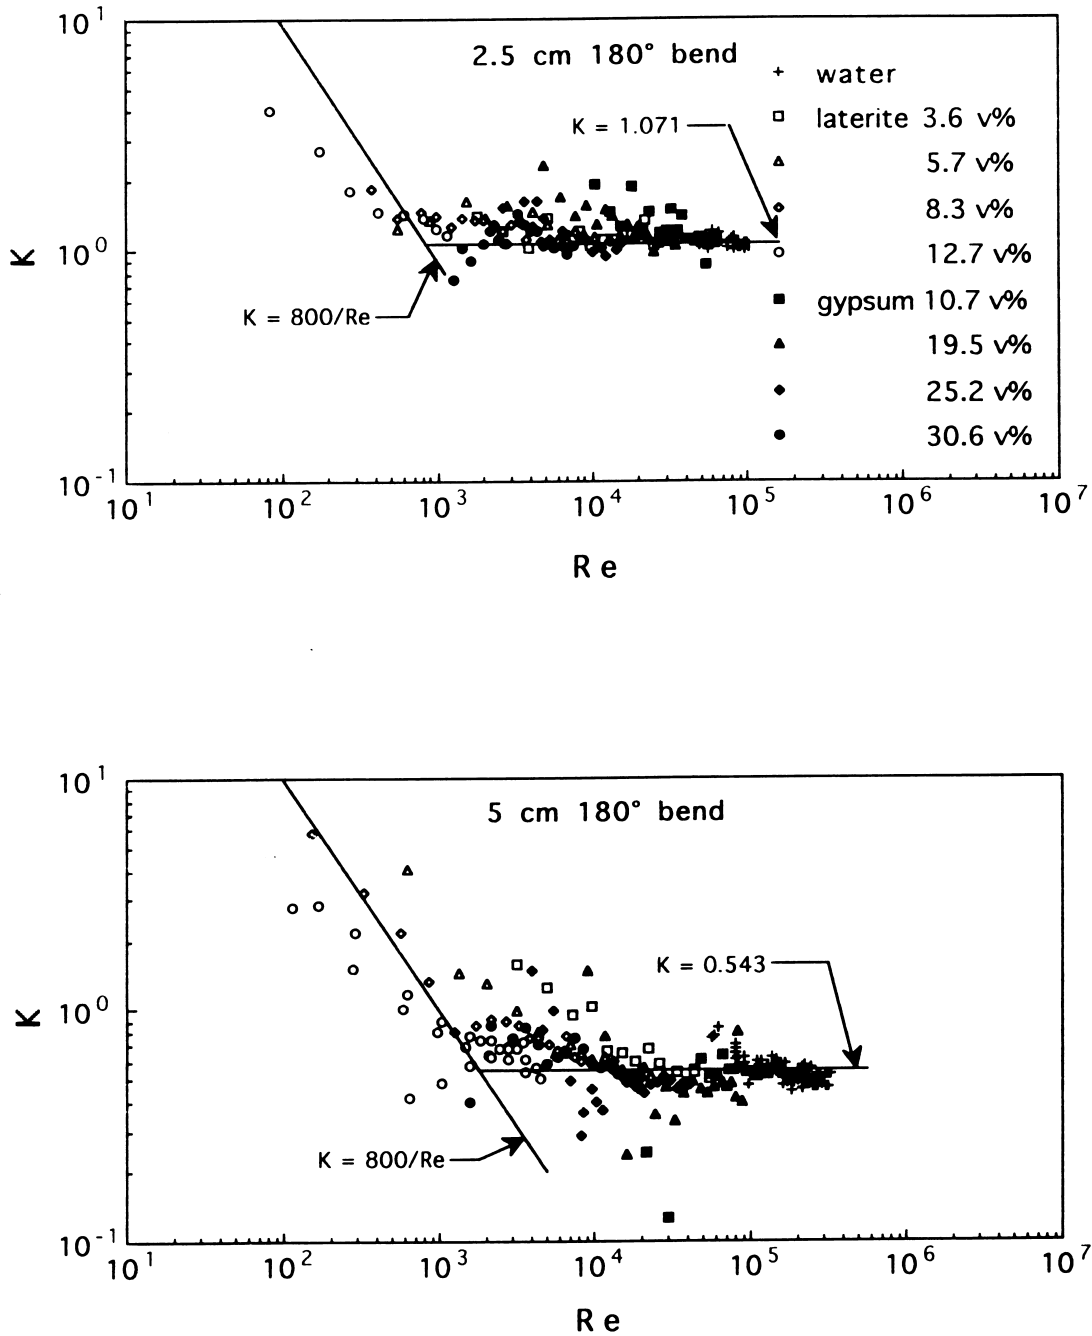 10^1
2.5 cm 180° bend
+ water
K = 1.071
□ laterite 3.6 v%
△ 5.7 v%
◇ 8.3 v%
K
10^0
○ 12.7 v%
K = 800/Re
■ gypsum 10.7 v%
▲ 19.5 v%
◆ 25.2 v%
● 30.6 v%
10^-1
10^1 10^2 10^3 10^4 10^5 10^6 10^7
Re
10^1
5 cm 180° bend
K = 0.543
K
10^0
K = 800/Re
10^-1
10^1 10^2 10^3 10^4 10^5 10^6 10^7
Re